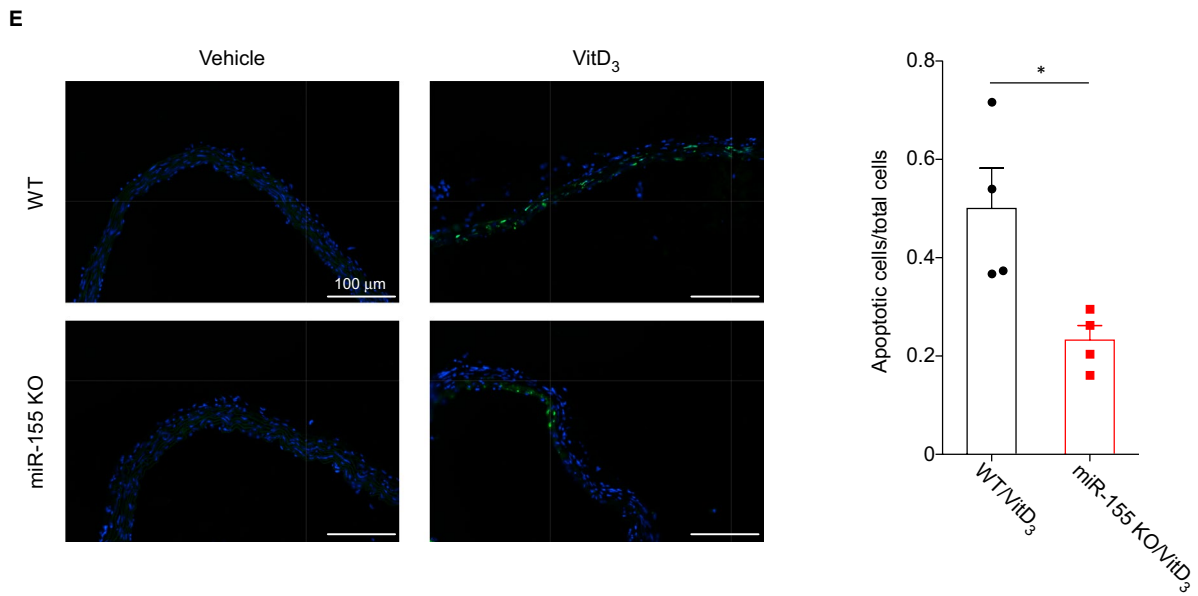 E
Vehicle
VitD3
WT
100 μm
miR-155 KO
Apoptotic cells/total cells
0.8
0.6
0.4
0.2
0
*
WT/VitD3
miR-155 KO/VitD3